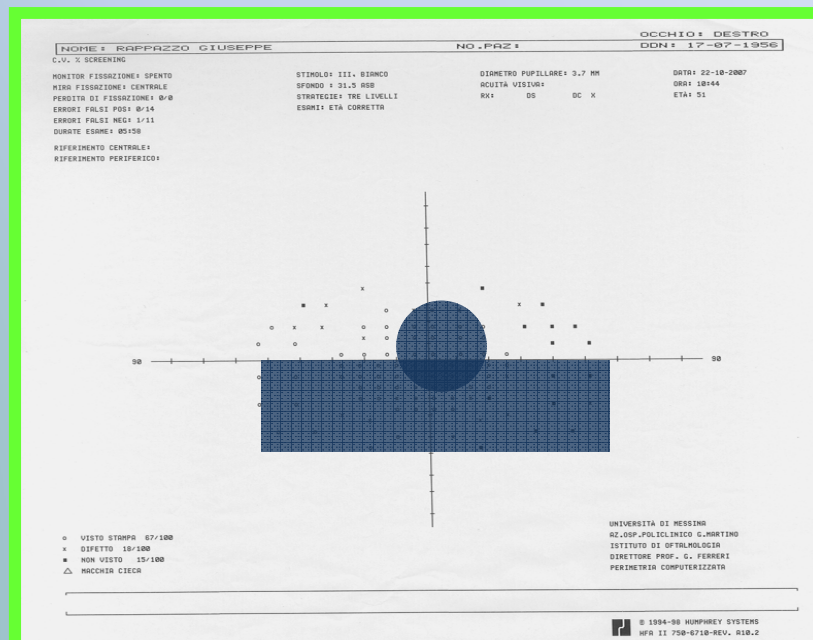 OCCHIO: DESTRO
NOME: RAPPAZZO GIUSEPPE NO.PAZ: DDN: 17-07-1956
C.V. % SCREENING
MONITOR FISSAZIONE: SPENTO
MIRA FISSAZIONE: CENTRALE
PERDITA DI FISSAZIONE: 0/0
ERRORI FALSI POS: 0/14
ERRORI FALSI NEG: 1/11
DURATE ESAME: 05:58
RIFERIMENTO CENTRALE:
RIFERIMENTO PERIFERICO:
STIMOLO: III. BIANCO
SFONDO : 31.5 ASB
STRATEGIE: TRE LIVELLI
ESAMI: ETÀ CORRETTA
DIAMETRO PUPILLARE: 3.7 MM
ACUITÀ VISIVA:
RX: DS DC X
DATA: 22-10-2007
ORA: 10:44
ETÀ: 51
90 90
o VISTO STAMPA 67/100
x DIFETTO 18/100
■ NON VISTO 15/100
△ MACCHIA CIECA
UNIVERSITÀ DI MESSINA
AZ.OSP.POLICLINICO G.MARTINO
ISTITUTO DI OFTALMOLOGIA
DIRETTORE PROF. G. FERRERI
PERIMETRIA COMPUTERIZZATA
© 1994-98 HUMPHREY SYSTEMS
HFA II 750-6710-REV. A10.2